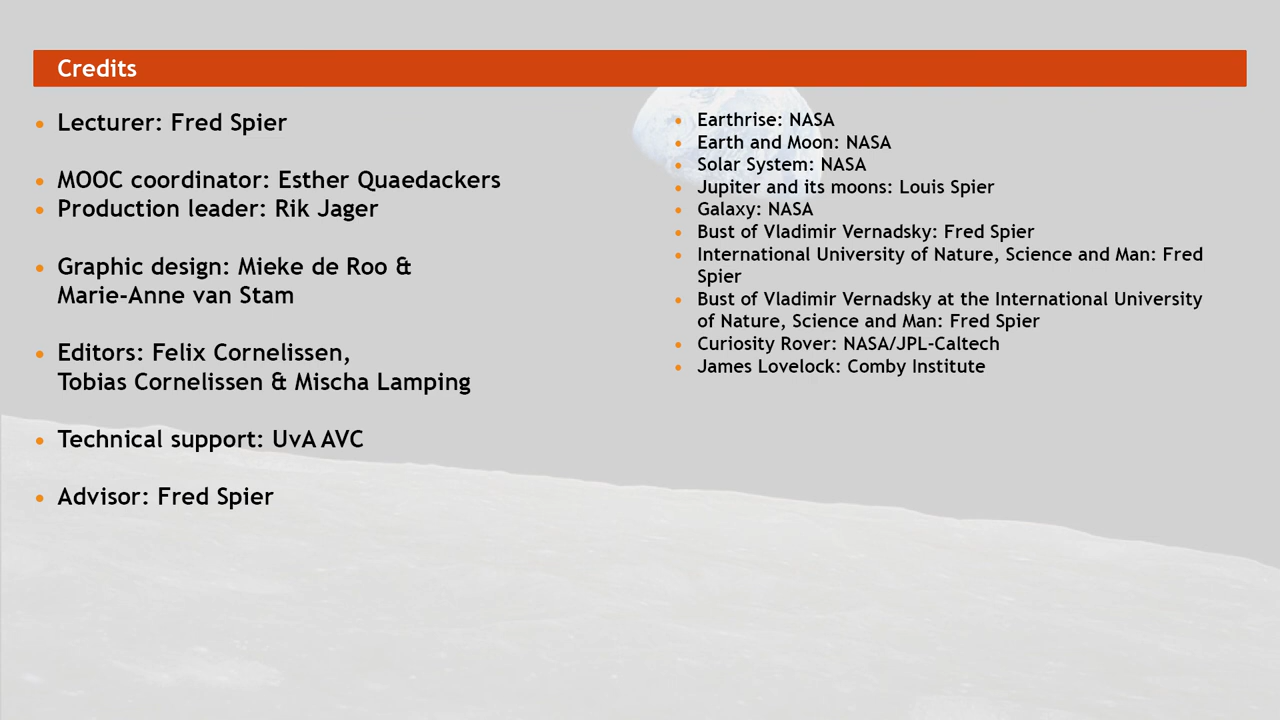 Credits
Lecturer: Fred Spier
MOOC coordinator: Esther Quaedackers
Production leader: Rik Jager
Graphic design: Mieke de Roo &
Marie-Anne van Stam
Editors: Felix Cornelissen,
Tobias Cornelissen & Mischa Lamping
Technical support: UvA AVC
Advisor: Fred Spier
Earthrise: NASA
Earth and Moon: NASA
Solar System: NASA
Jupiter and its moons: Louis Spier
Galaxy: NASA
Bust of Vladimir Vernadsky: Fred Spier
International University of Nature, Science and Man: Fred
Spier
Bust of Vladimir Vernadsky at the International University
of Nature, Science and Man: Fred Spier
Curiosity Rover: NASA/JPL-Caltech
James Lovelock: Comby Institute